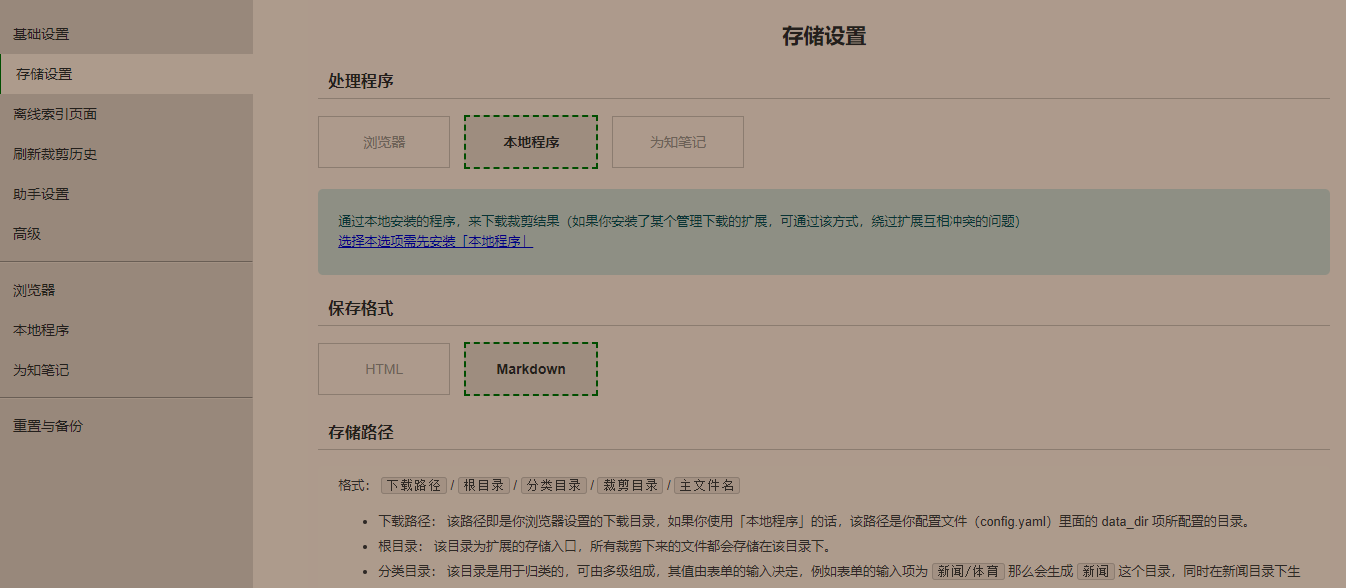 基础设置
存储设置
离线索引页面
刷新裁剪历史
助手设置
高级
浏览器
本地程序
为知笔记
重置与备份
存储设置
处理程序
浏览器 本地程序 为知笔记
通过本地安装的程序，来下载裁剪结果（如果你安装了某个管理下载的扩展，可通过该方式，绕过扩展互相冲突的问题）
选择本选项需先安装「本地程序」
保存格式
HTML Markdown
存储路径
格式： 下载路径 / 根目录 / 分类目录 / 裁剪目录 / 主文件名
• 下载路径： 该路径即是你浏览器设置的下载目录，如果你使用「本地程序」的话，该路径是你配置文件（config.yaml）里面的 data_dir 项所配置的目录。
• 根目录： 该目录为扩展的存储入口，所有裁剪下来的文件都会存储在该目录下。
• 分类目录： 该目录是用于归类的，可由多级组成，其值由表单的输入决定，例如表单的输入项为 新闻/体育 那么会生成 新闻 这个目录，同时在新闻目录下生